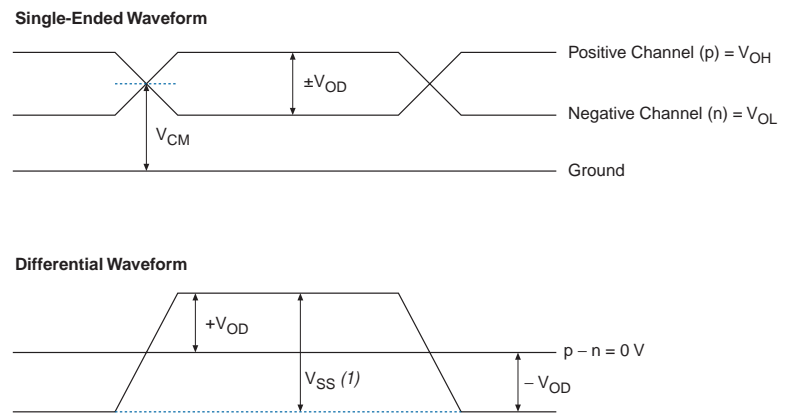 Single-Ended Waveform
Positive Channel (p) = VOH
±VOD
Negative Channel (n) = VOL
VCM
Ground
Differential Waveform
+VOD
p − n = 0 V
VSS (1)
− VOD